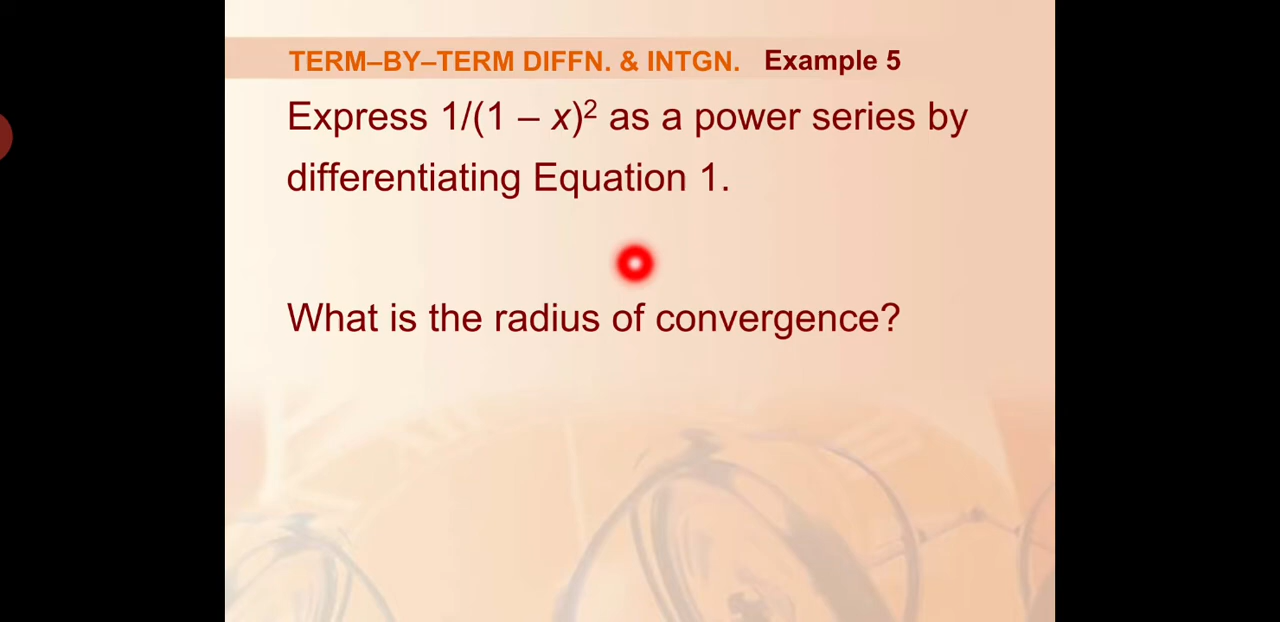 TERM–BY–TERM DIFFN. & INTGN. Example 5
Express 1/(1 – x)² as a power series by
differentiating Equation 1.
What is the radius of convergence?